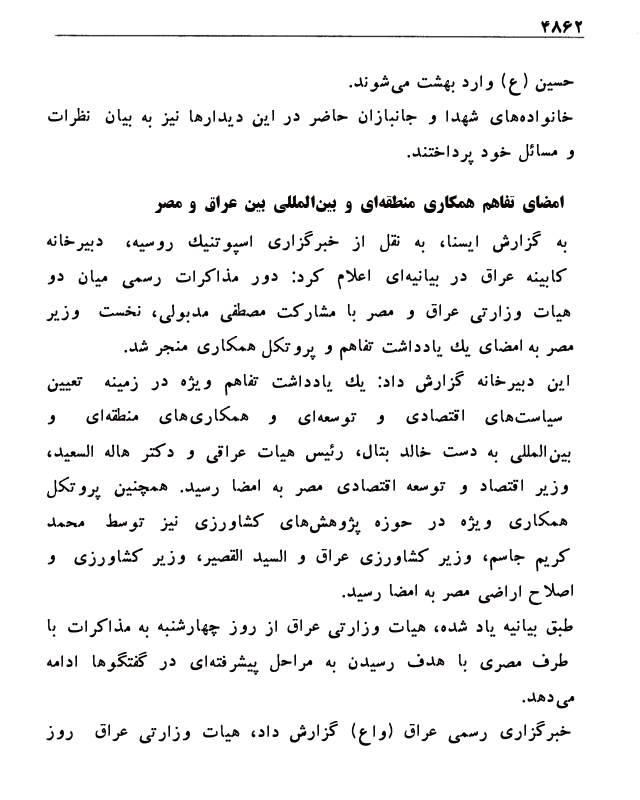 ۴۸۶۲
حسین (ع) وارد بهشت می‌شوند.
خانواده‌های شهدا و جانبازان حاضر در این دیدارها نیز به بیان نظرات
و مسائل خود پرداختند.
امضای تفاهم همکاری منطقه‌ای و بین‌المللی بین عراق و مصر
به گزارش ایسنا، به نقل از خبرگزاری اسپوتنیك روسیه، دبیرخانه
کابینه عراق در بیانیه‌ای اعلام کرد: دور مذاکرات رسمی میان دو
هیات وزارتی عراق و مصر با مشارکت مصطفی مدبولی، نخست وزیر
مصر به امضای یك یادداشت تفاهم و پروتکل همکاری منجر شد.
این دبیرخانه گزارش داد: یك یادداشت تفاهم ویژه در زمینه تعیین
سیاست‌های اقتصادی و توسعه‌ای و همکاری‌های منطقه‌ای و
بین‌المللی به دست خالد بتال، رئیس هیات عراقی و دکتر هاله السعید،
وزیر اقتصاد و توسعه اقتصادی مصر به امضا رسید. همچنین پروتکل
همکاری ویژه در حوزه پژوهش‌های کشاورزی نیز توسط محمد
کریم جاسم، وزیر کشاورزی عراق و السید القصیر، وزیر کشاورزی و
اصلاح اراضی مصر به امضا رسید.
طبق بیانیه یاد شده، هیات وزارتی عراق از روز چهارشنبه به مذاکرات با
طرف مصری با هدف رسیدن به مراحل پیشرفته‌ای در گفتگوها ادامه
می‌دهد.
خبرگزاری رسمی عراق (واع) گزارش داد، هیات وزارتی عراق روز